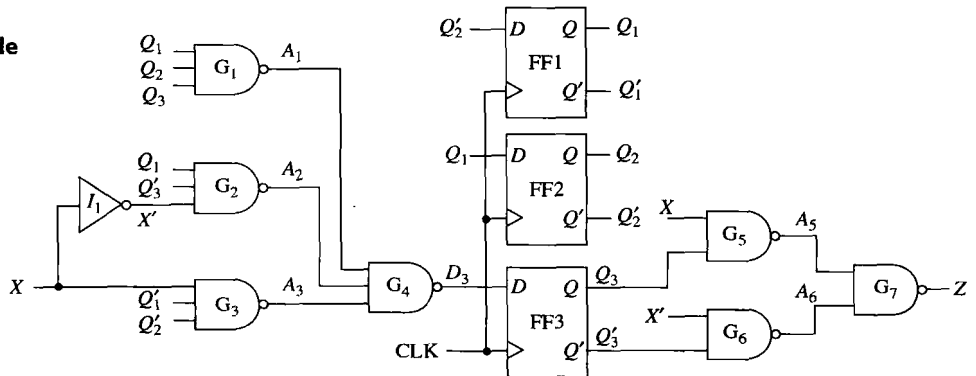 le
Q₁
Q₂
Q₃
G₁
A₁
Q₁
Q₃′
X′
G₂
A₂
I₁
X
Q₁′
Q₂′
G₃
A₃
G₄
D₃
Q₂′
D
Q
Q₁
FF1
Q′
Q₁′
Q₁
D
Q
Q₂
FF2
Q′
Q₂′
D
Q
Q₃
FF3
Q′
Q₃′
CLK
X
G₅
A₅
X′
G₆
A₆
G₇
Z